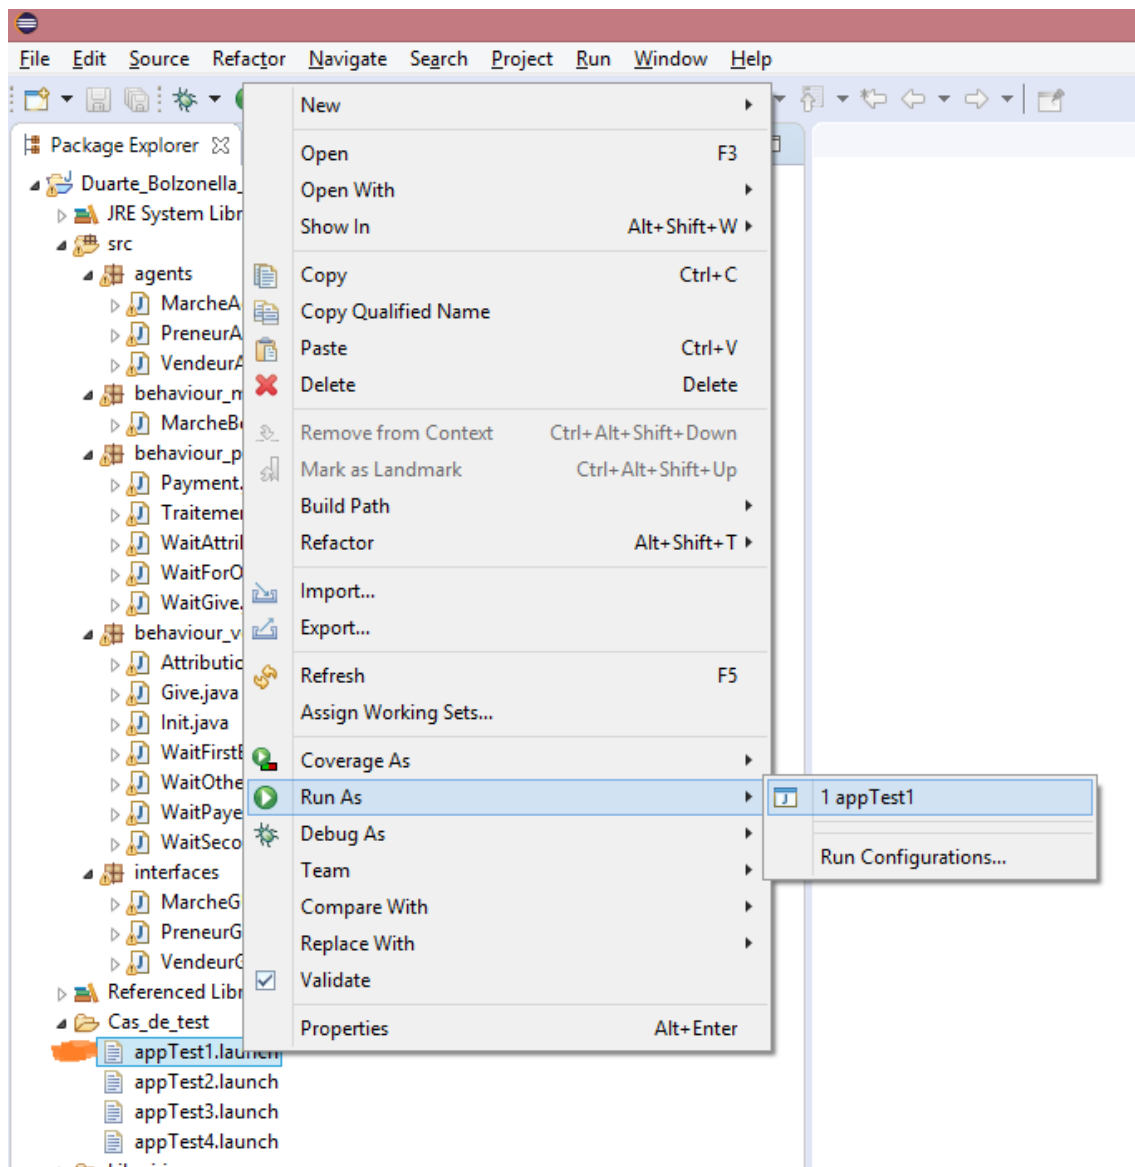 File Edit Source Refactor Navigate Search Project Run Window Help
Package Explorer
Duarte_Bolzonella_
JRE System Libr
src
agents
MarcheA
PreneurA
VendeurA
behaviour_m
MarcheB
behaviour_p
Payment.
Traitemen
WaitAttril
WaitForO
WaitGive.
behaviour_v
Attributio
Give.java
Init.java
WaitFirstE
WaitOthe
WaitPaye
WaitSeco
interfaces
MarcheG
PreneurG
VendeurG
Referenced Libr
Cas_de_test
appTest1.launch
appTest2.launch
appTest3.launch
appTest4.launch
New
Open F3
Open With
Show In Alt+Shift+W
Copy Ctrl+C
Copy Qualified Name
Paste Ctrl+V
Delete Delete
Remove from Context Ctrl+Alt+Shift+Down
Mark as Landmark Ctrl+Alt+Shift+Up
Build Path
Refactor Alt+Shift+T
Import...
Export...
Refresh F5
Assign Working Sets...
Coverage As
Run As
Debug As
Team
Compare With
Replace With
Validate
Properties Alt+Enter
1 appTest1
Run Configurations...